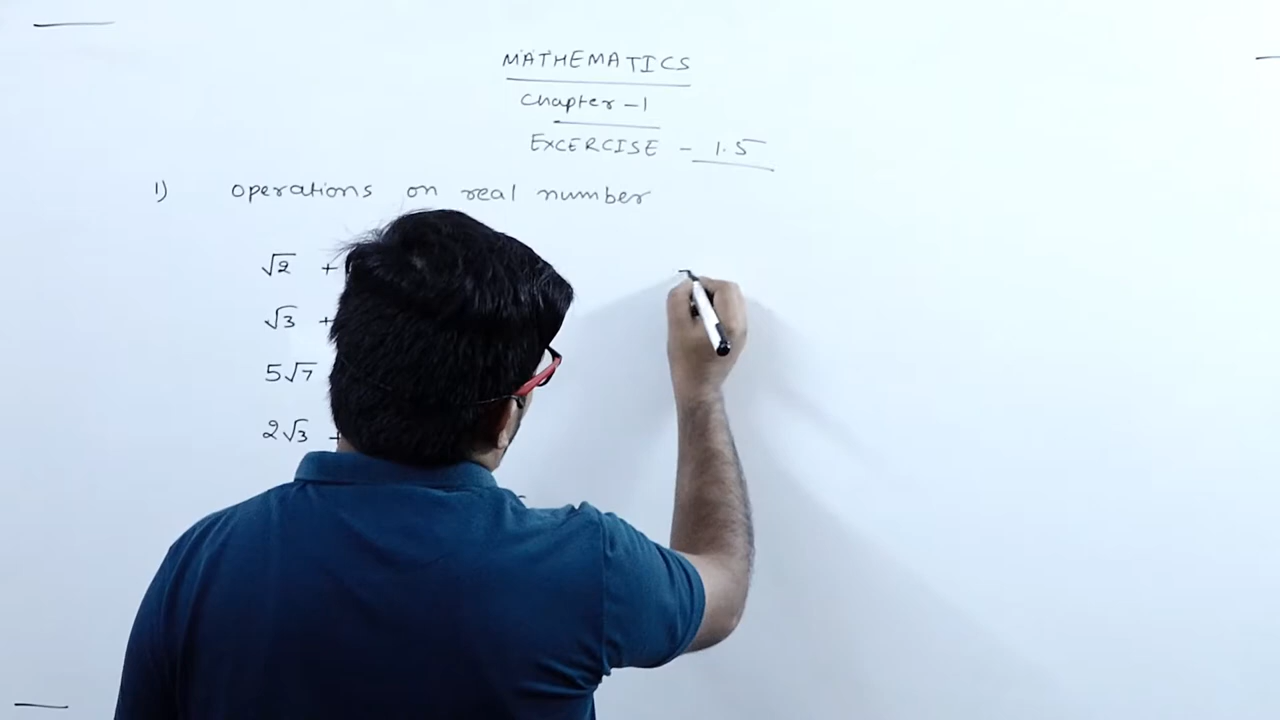 MATHEMATICS
Chapter - 1
EXCERCISE - 1.5
1) operations on real number
√2 +
√3 +
5√7
2√3 +